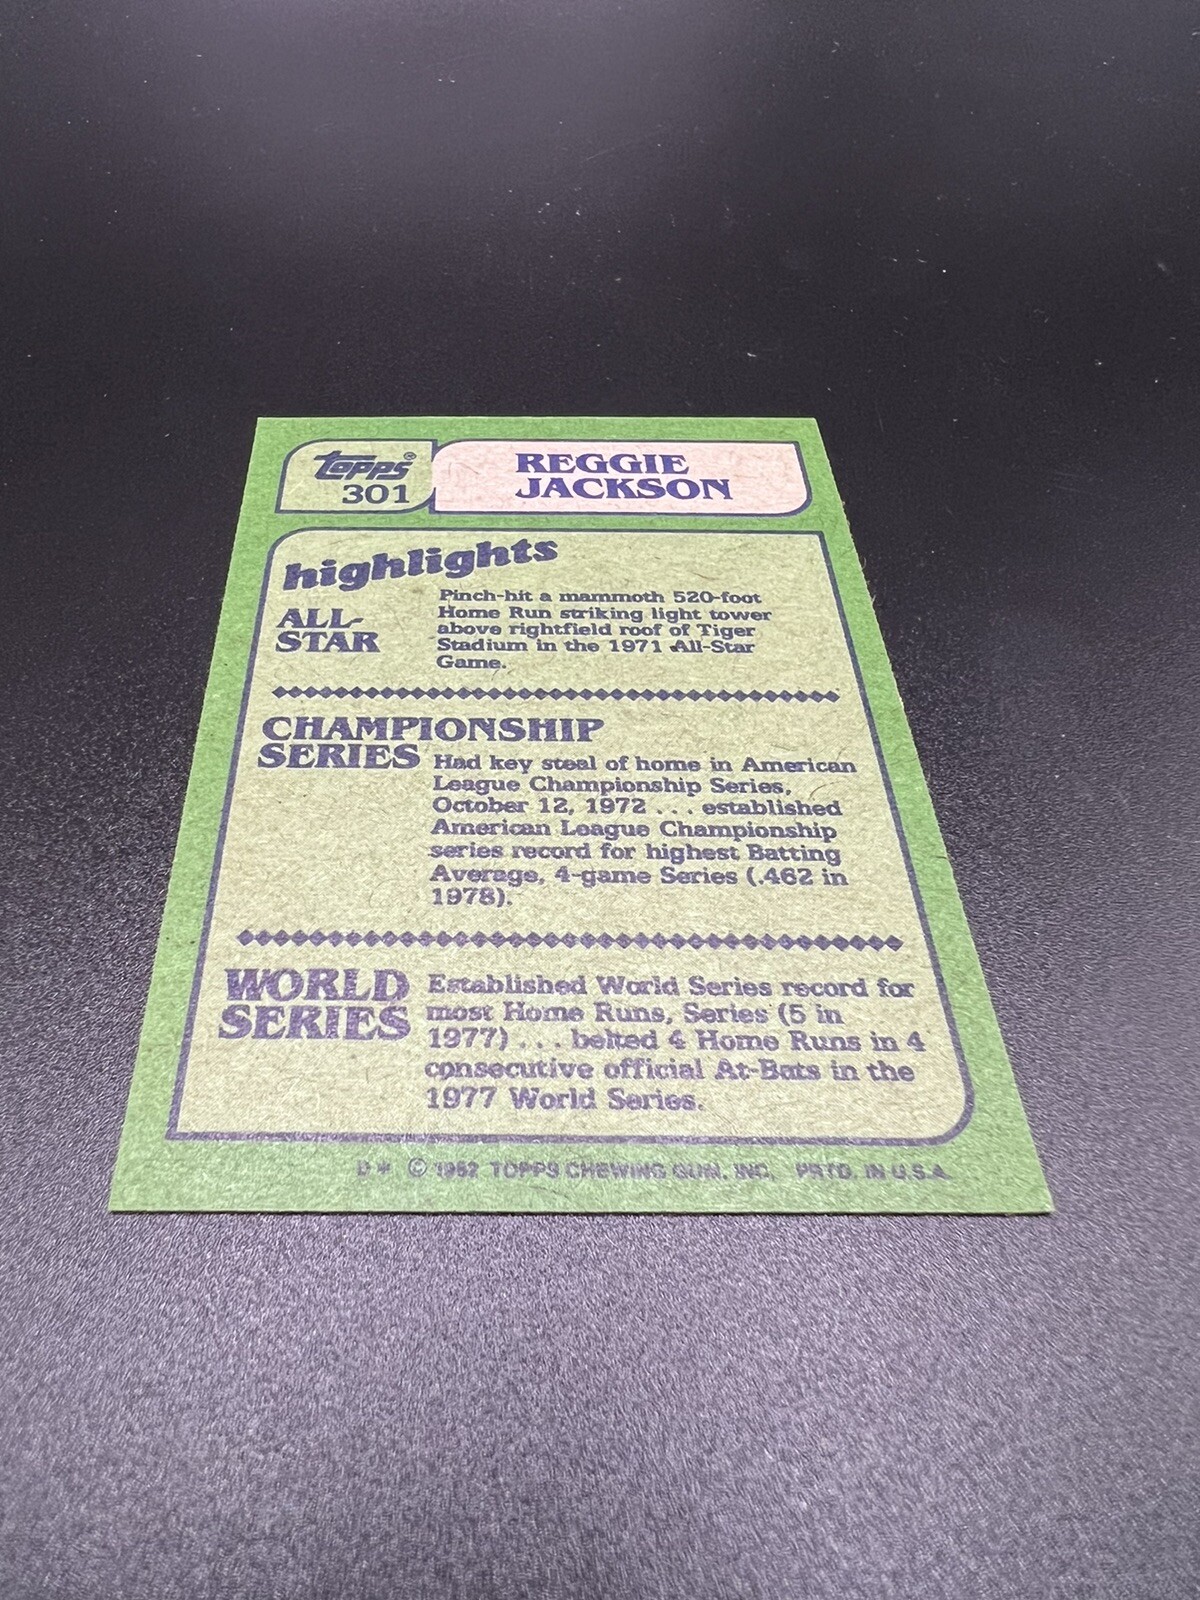 topps®
301
REGGIE
JACKSON
highlights
ALL-
STAR
Pinch-hit a mammoth 520-foot
Home Run striking light tower
above rightfield roof of Tiger
Stadium in the 1971 All-Star
Game.
CHAMPIONSHIP
SERIES
Had key steal of home in American
League Championship Series,
October 12, 1972 . . . established
American League Championship
series record for highest Batting
Average, 4-game Series (.462 in
1978).
WORLD
SERIES
Established World Series record for
most Home Runs, Series (5 in
1977) . . . belted 4 Home Runs in 4
consecutive official At-Bats in the
1977 World Series.
D* © 1982 TOPPS CHEWING GUM, INC. PRTD. IN U.S.A.